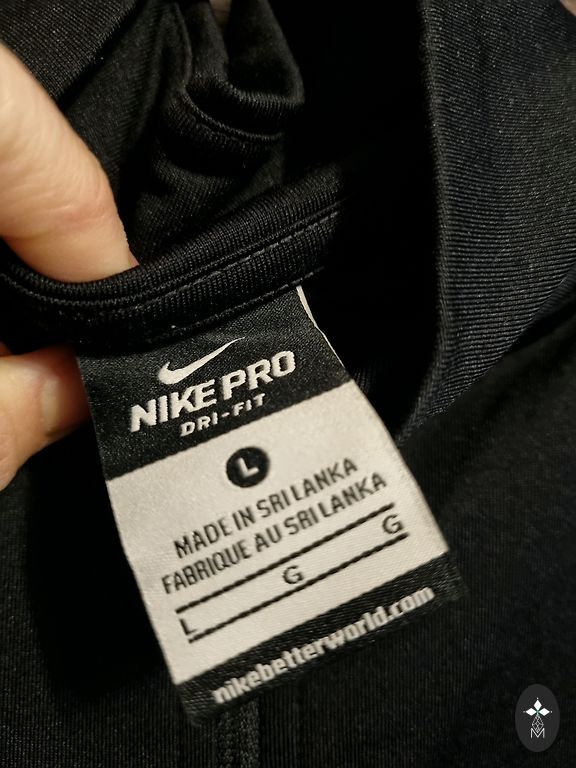 NIKE PRO
DRI-FIT
L
MADE IN SRI LANKA
FABRIQUE AU SRI LANKA
L G G
nikebetterworld.com
M